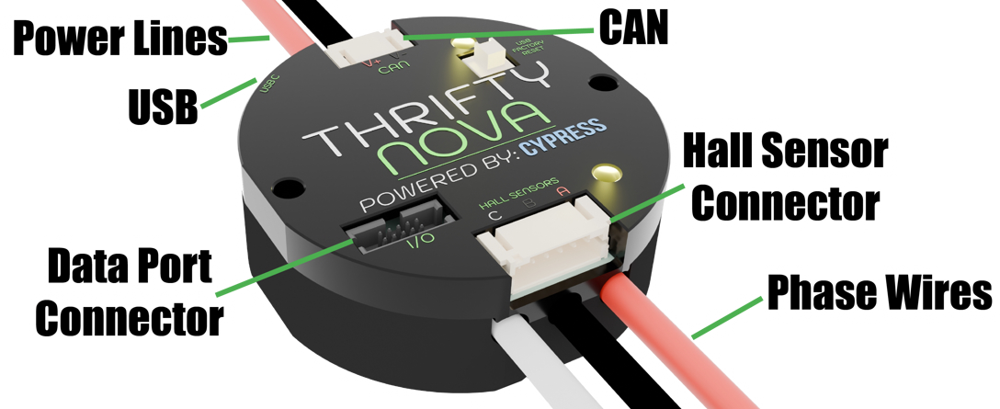 Power Lines
CAN
USB
USB C
V+ V-
CAN
USB
FACTORY
RESET
THRIFTY
NOVA
POWERED BY: CYPRESS
Hall Sensor
Connector
HALL SENSORS
C B A
I/O
Data Port
Connector
Phase Wires